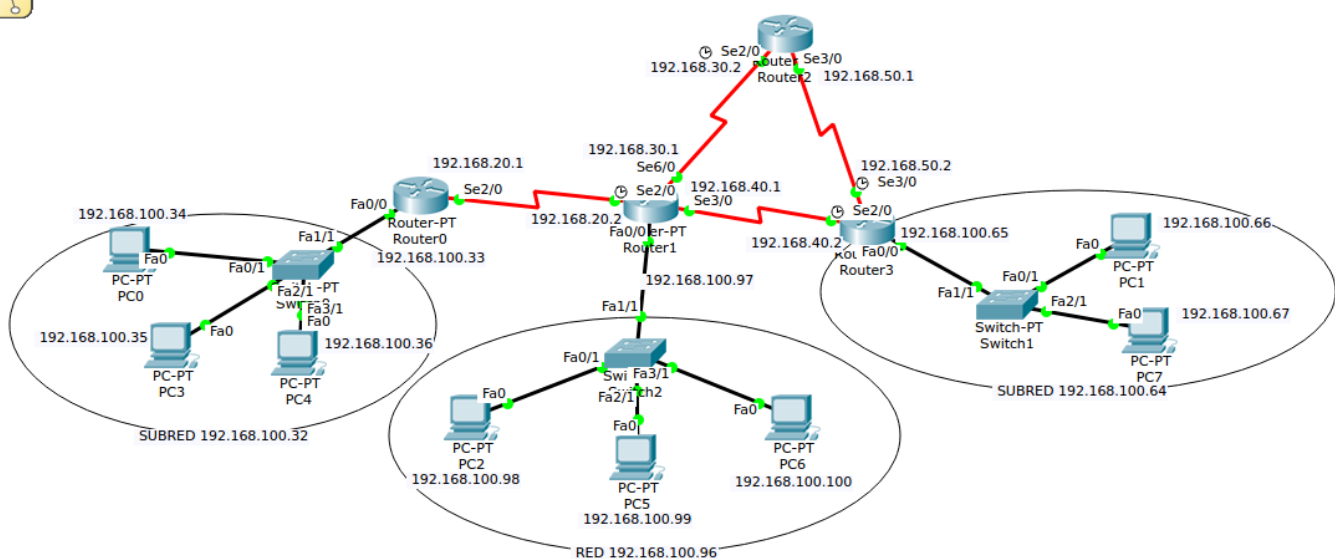 Se2/0
Se3/0
192.168.30.2
Router2
192.168.50.1
192.168.30.1
Se6/0
192.168.20.1
Se2/0
Fa0/0
Router-PT
Router0
192.168.100.33
192.168.20.2
Se2/0
192.168.40.1
Se3/0
Fa0/0
Router1
192.168.50.2
Se3/0
Se2/0
192.168.40.2
192.168.100.65
Fa0/0
Router3
192.168.100.34
Fa0
PC-PT
PC0
Fa0/1
Fa1/1
Fa2/1
Fa3/1
Fa0
192.168.100.35
Fa0
PC-PT
PC3
192.168.100.36
PC-PT
PC4
SUBRED 192.168.100.32
192.168.100.97
Fa1/1
Fa0/1
Fa3/1
Fa2/1
Fa0
PC-PT
PC2
192.168.100.98
Fa0
PC-PT
PC5
192.168.100.99
Fa0
PC-PT
PC6
192.168.100.100
RED 192.168.100.96
Fa1/1
Fa0/1
Fa2/1
Switch-PT
Switch1
192.168.100.66
Fa0
PC-PT
PC1
192.168.100.67
Fa0
PC-PT
PC7
SUBRED 192.168.100.64